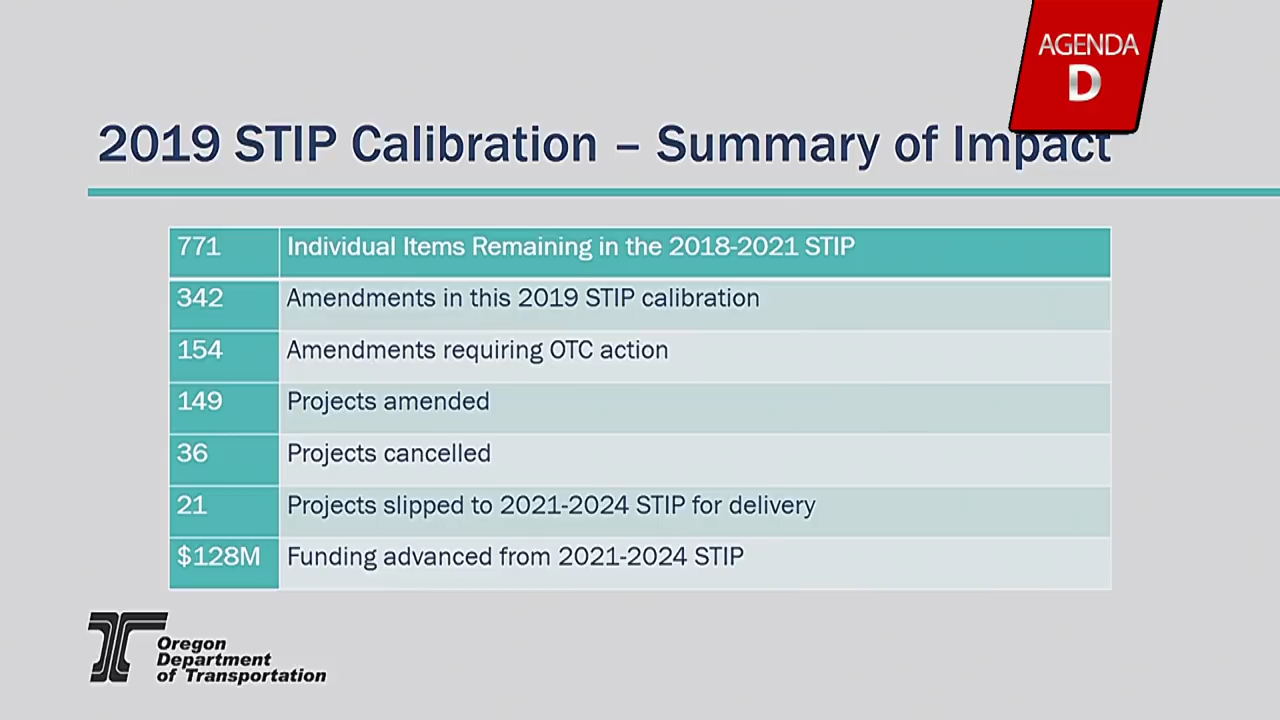 AGENDA
D
2019 STIP Calibration – Summary of Impact
771 Individual Items Remaining in the 2018-2021 STIP
342 Amendments in this 2019 STIP calibration
154 Amendments requiring OTC action
149 Projects amended
36 Projects cancelled
21 Projects slipped to 2021-2024 STIP for delivery
$128M Funding advanced from 2021-2024 STIP
Oregon
Department
of Transportation